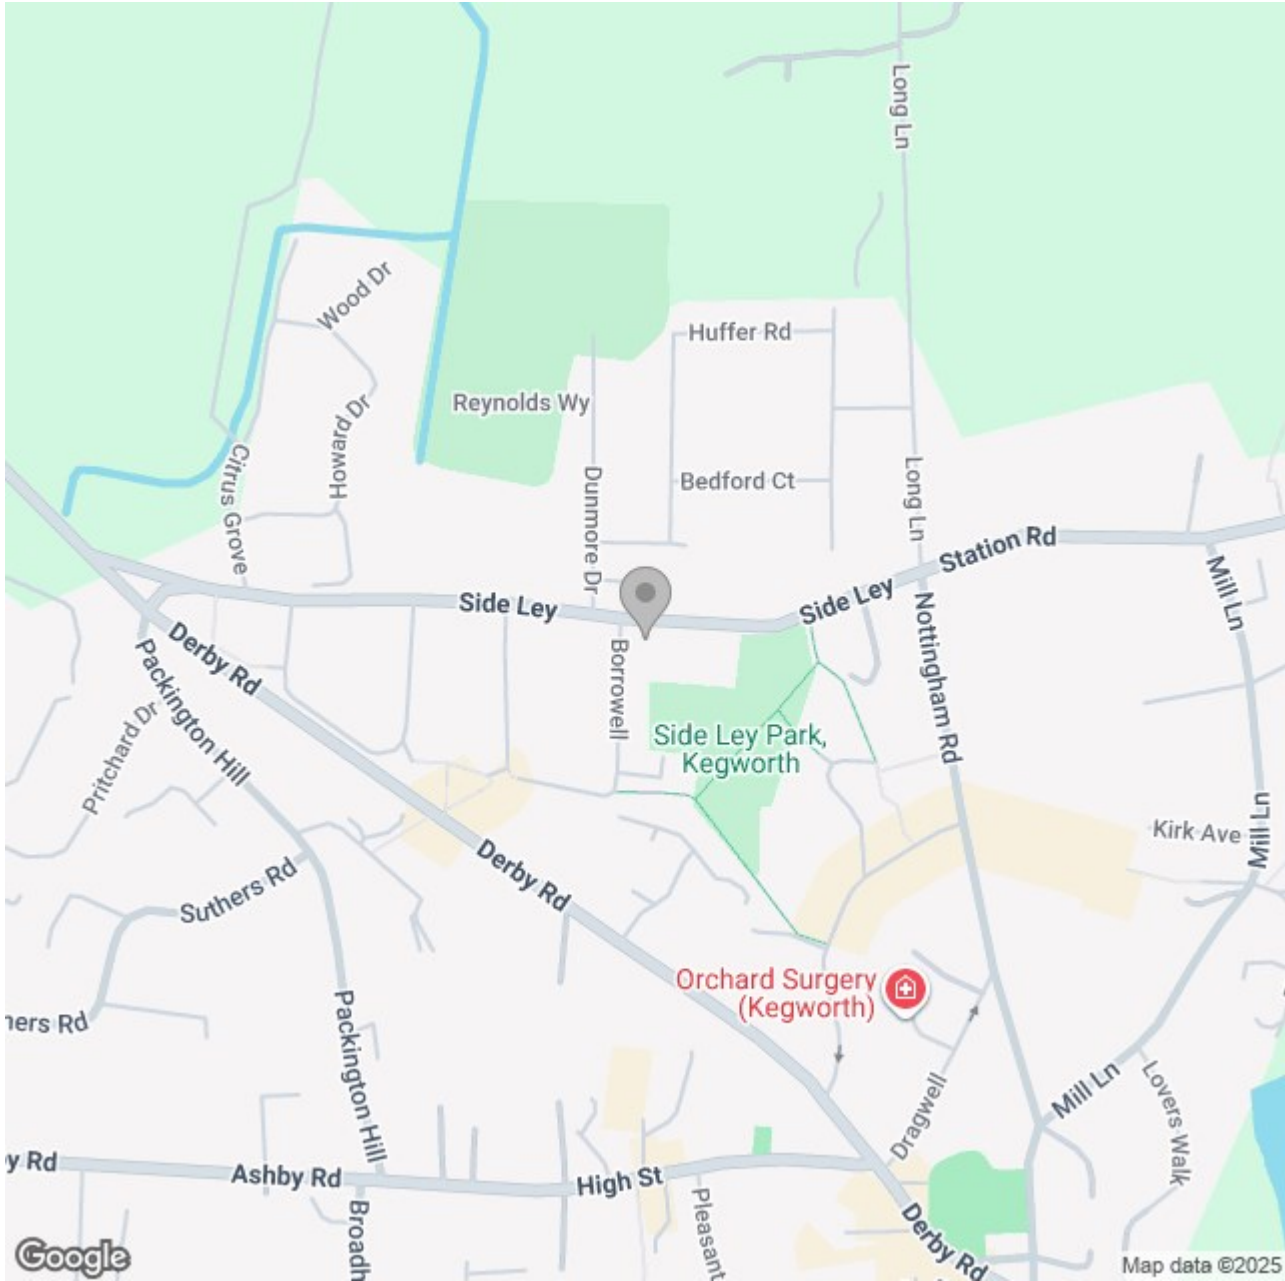 Long Ln
Wood Dr
Huffer Rd
Reynolds Wy
Howard Dr
Citrus Grove
Dunmore Dr
Bedford Ct
Long Ln
Station Rd
Side Ley
Side Ley
Mill Ln
Derby Rd
Packington Hill
Pritchard Dr
Borrowell
Nottingham Rd
Side Ley Park,
Kegworth
Kirk Ave
Mill Ln
Derby Rd
Suthers Rd
Orchard Surgery
(Kegworth)
hers Rd
Packington Hill
Dragwell
Mill Ln
Lovers Walk
y Rd
Ashby Rd
High St
Broadh
Pleasant
Derby Rd
Google
Map data ©2025